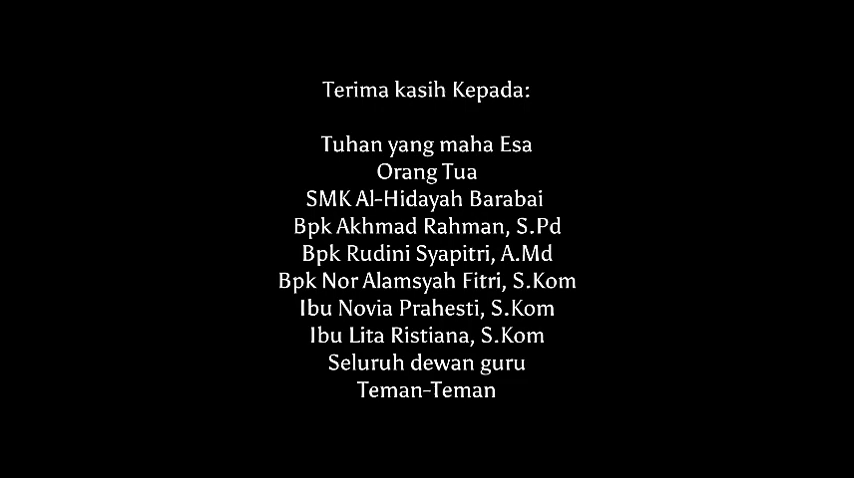 Terima kasih Kepada:
Tuhan yang maha Esa
Orang Tua
SMK Al-Hidayah Barabai
Bpk Akhmad Rahman, S.Pd
Bpk Rudini Syapitri, A.Md
Bpk Nor Alamsyah Fitri, S.Kom
Ibu Novia Prahesti, S.Kom
Ibu Lita Ristiana, S.Kom
Seluruh dewan guru
Teman-Teman